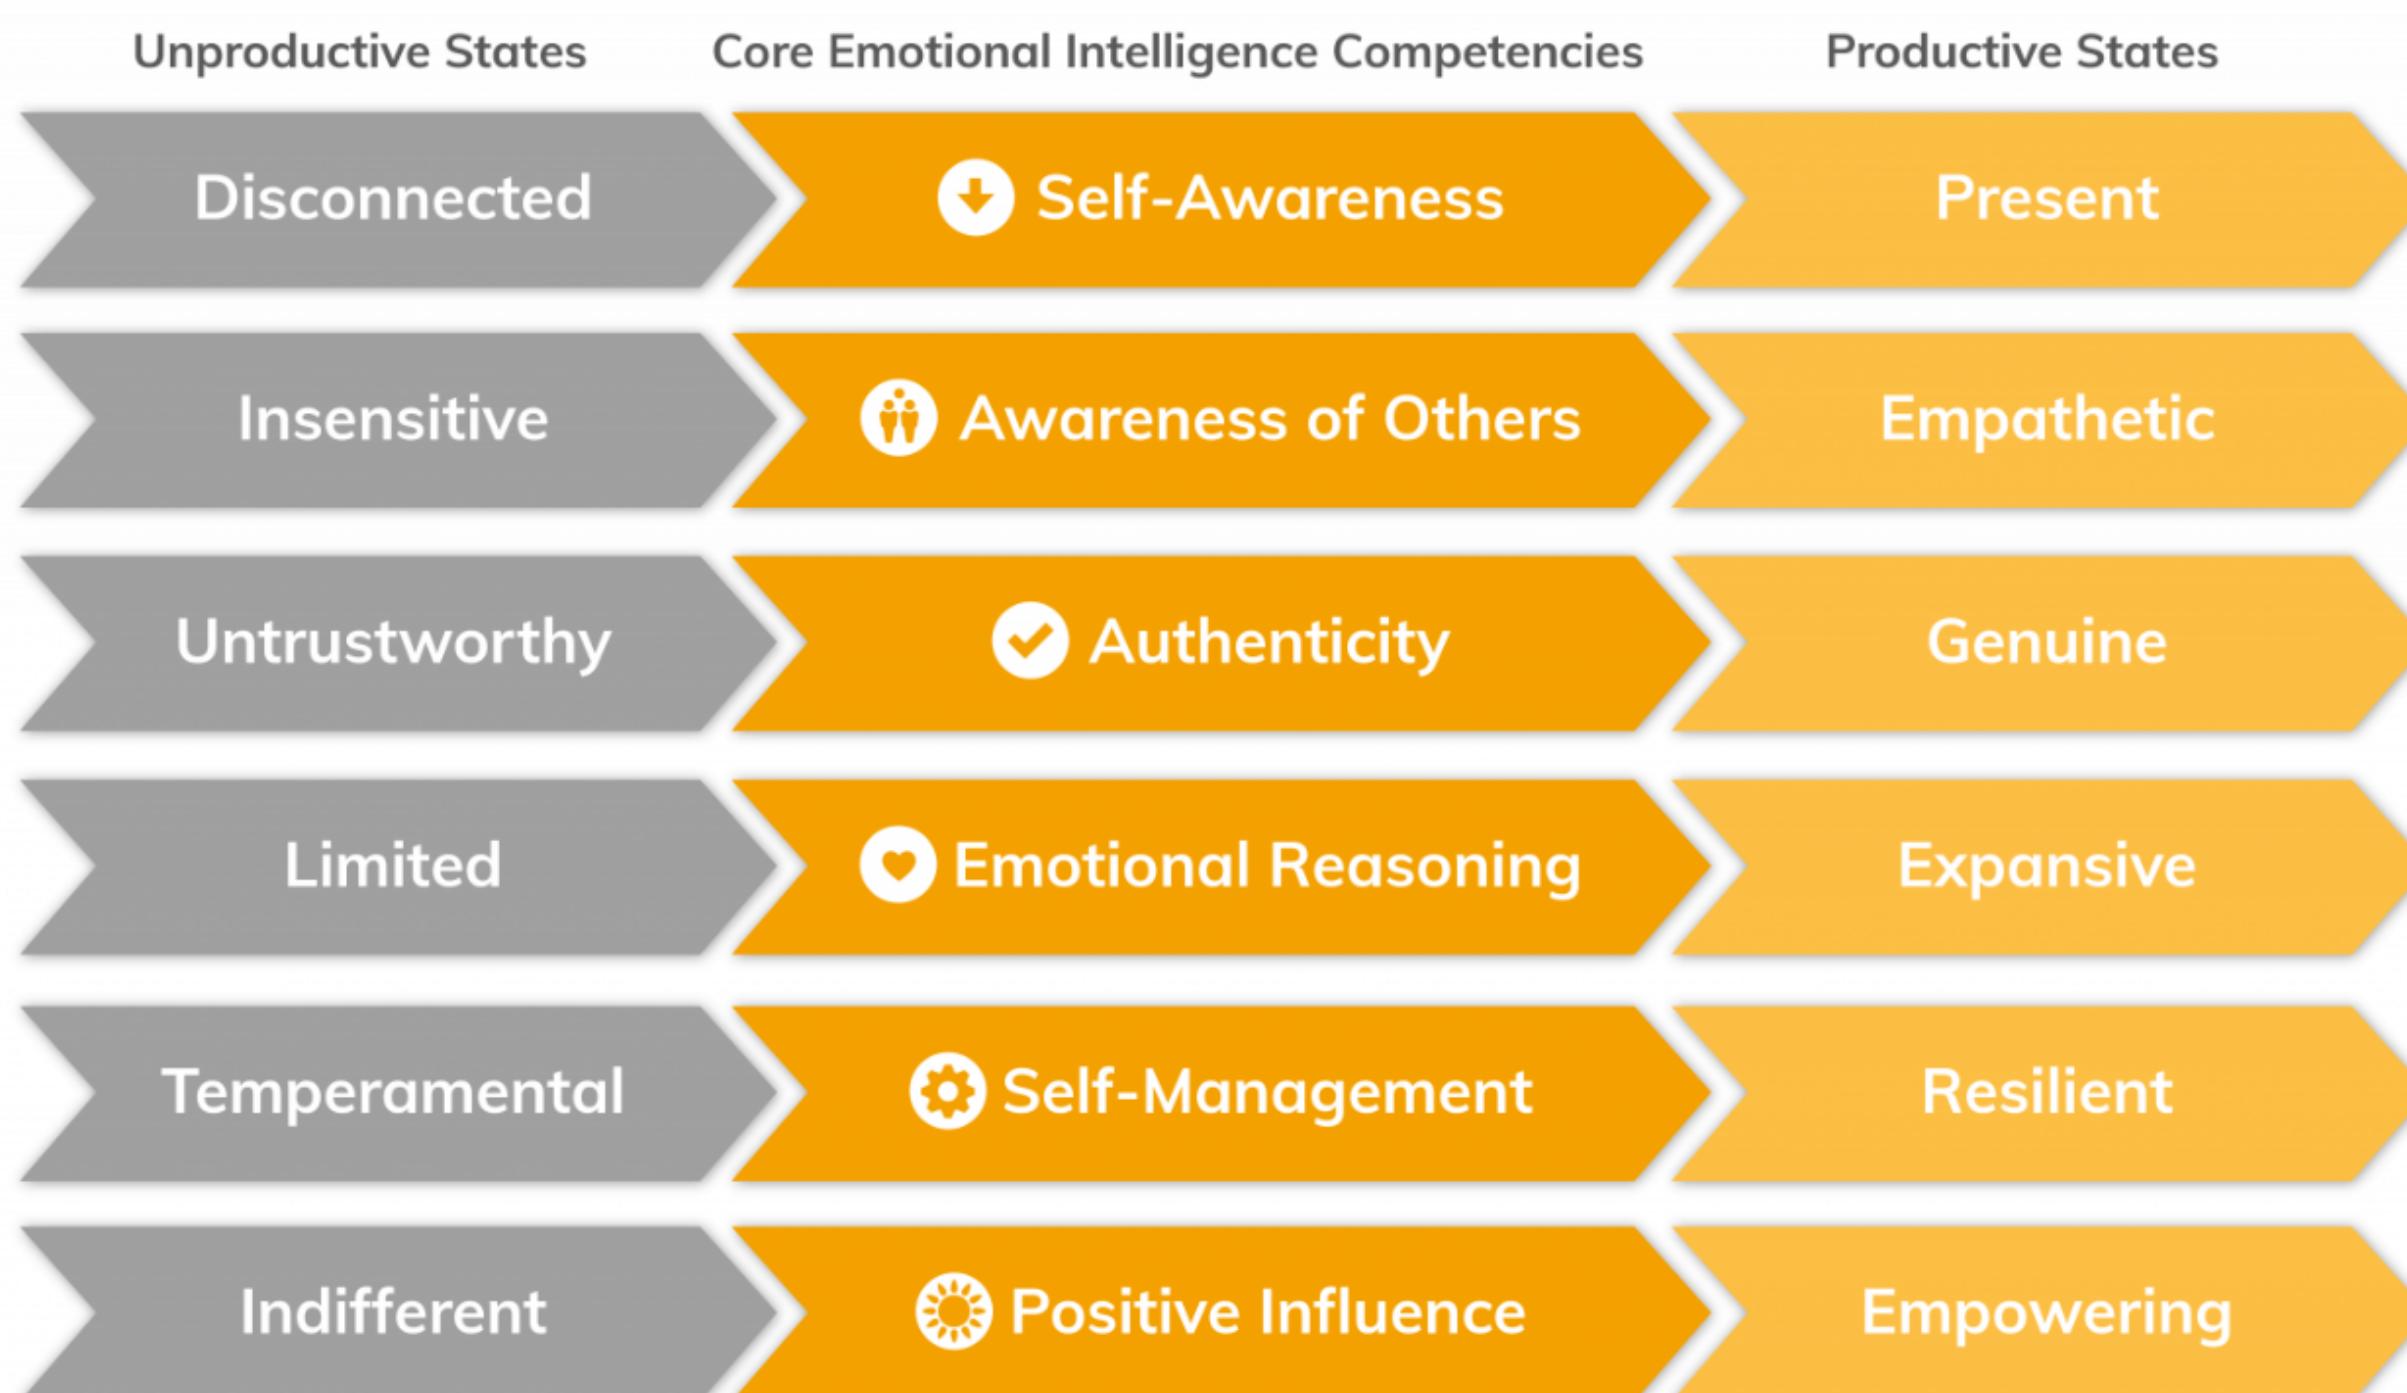 Unproductive States
Core Emotional Intelligence Competencies
Productive States
Disconnected
Self-Awareness
Present
Insensitive
Awareness of Others
Empathetic
Untrustworthy
Authenticity
Genuine
Limited
Emotional Reasoning
Expansive
Temperamental
Self-Management
Resilient
Indifferent
Positive Influence
Empowering